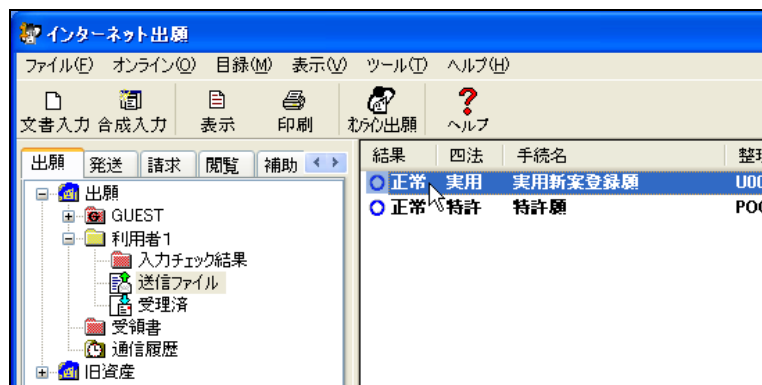 インターネット出願
ファイル(F) オンライン(O) 目録(M) 表示(V) ツール(T) ヘルプ(H)
文書入力 合成入力 表示 印刷 オンライン出願 ヘルプ
出願 発送 請求 閲覧 補助
結果 四法 手続名 整理
正常 実用 実用新案登録願 U00
正常 特許 特許願 P00
出願
GUEST
利用者1
入力チェック結果
送信ファイル
受理済
受領書
通信履歴
旧資産